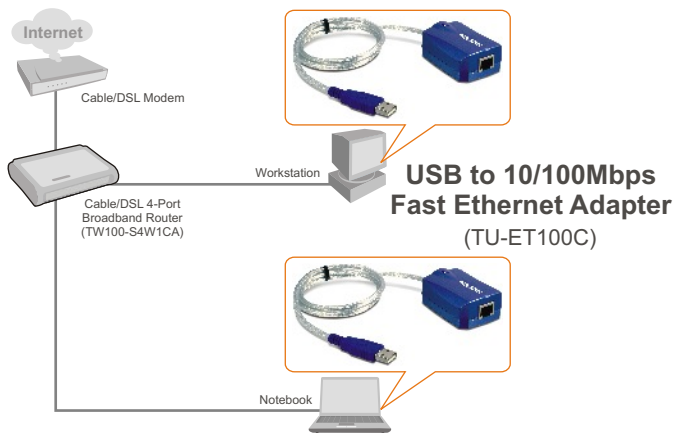 Internet
Cable/DSL Modem
Workstation
Cable/DSL 4-Port
Broadband Router
(TW100-S4W1CA)
USB to 10/100Mbps
Fast Ethernet Adapter
(TU-ET100C)
Notebook